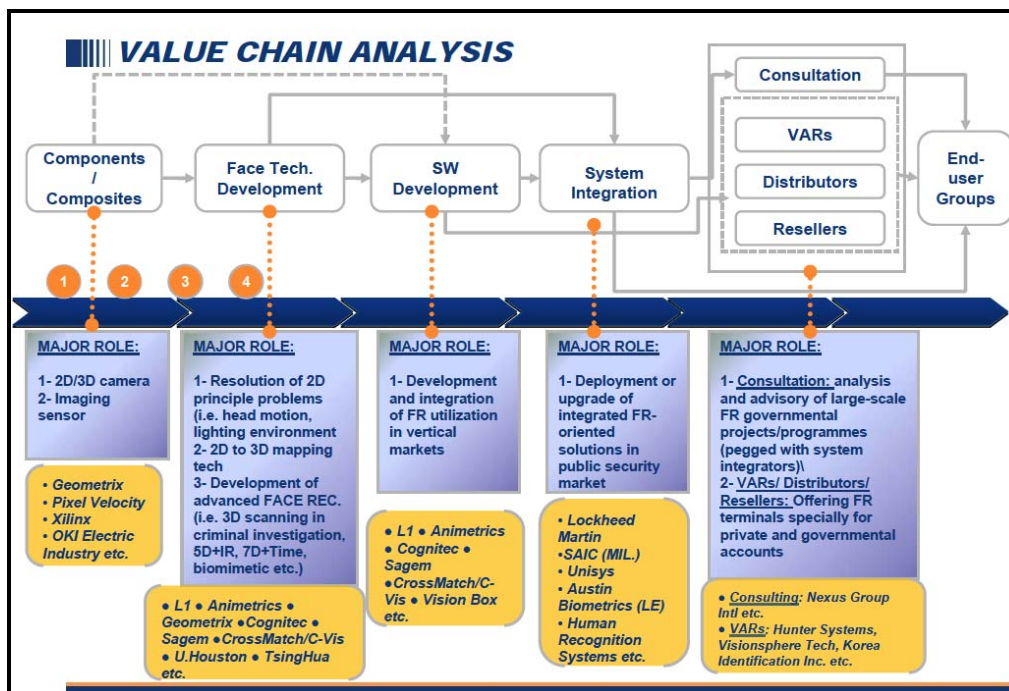 VALUE CHAIN ANALYSIS
Components
/
Composites
Face Tech.
Development
SW
Development
System
Integration
Consultation
VARs
Distributors
Resellers
End-
user
Groups
1
2
3
4
MAJOR ROLE:
1- 2D/3D camera
2- Imaging
sensor
• Geometrix
• Pixel Velocity
• Xilinx
• OKI Electric
Industry etc.
MAJOR ROLE:
1- Resolution of 2D
principle problems
(i.e. head motion,
lighting environment
2- 2D to 3D mapping
tech
3- Development of
advanced FACE REC.
(i.e. 3D scanning in
criminal investigation,
5D+IR, 7D+Time,
biomimetic etc.)
● L1 ● Animetrics ●
Geometrix ●Cognitec ●
Sagem ●CrossMatch/C-Vis
● U.Houston ● TsingHua
etc.
MAJOR ROLE:
1- Development
and integration
of FR utilization
in vertical
markets
● L1 ● Animetrics
● Cognitec ●
Sagem
●CrossMatch/C-
Vis ● Vision Box
etc.
MAJOR ROLE:
1- Deployment or
upgrade of
integrated FR-
oriented
solutions in
public security
market
• Lockheed
Martin
•SAIC (MIL.)
• Unisys
• Austin
Biometrics (LE)
• Human
Recognition
Systems etc.
MAJOR ROLE:
1- Consultation: analysis
and advisory of large-scale
FR governmental
projects/programmes
(pegged with system
integrators)\
2- VARs/ Distributors/
Resellers: Offering FR
terminals specially for
private and governmental
accounts
● Consulting: Nexus Group
Intl etc.
● VARs: Hunter Systems,
Visionsphere Tech, Korea
Identification Inc. etc.